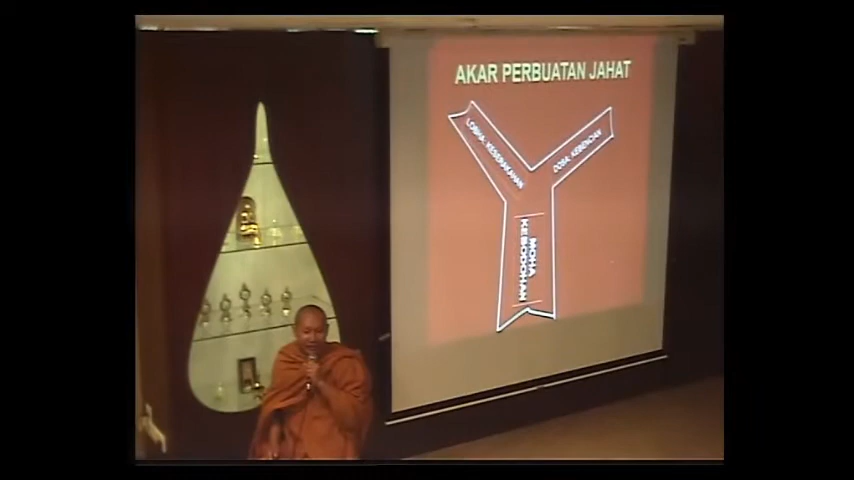 AKAR PERBUATAN JAHAT
LOBHA: KESERAKAHAN
DOSA: KEBENCIAN
MOHA
KEBODOHAN